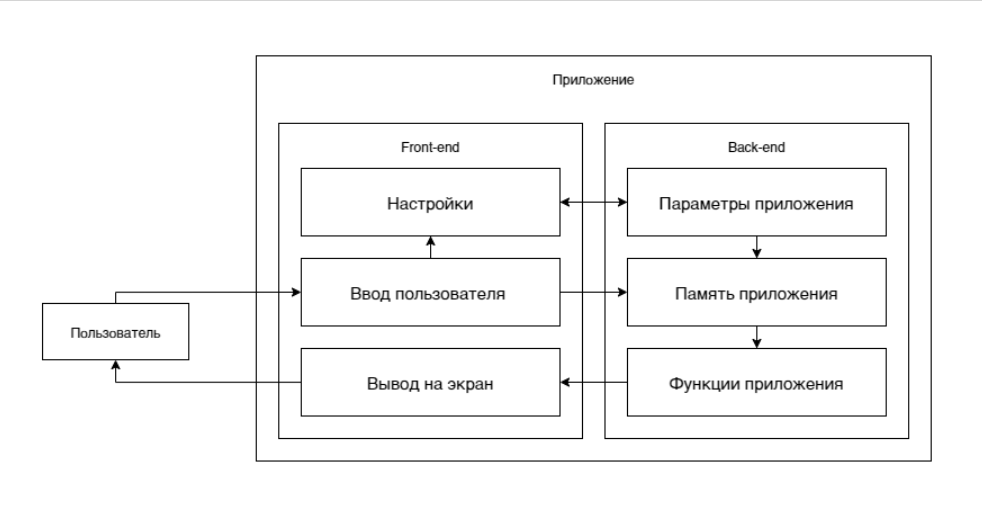 Приложение
Front-end
Back-end
Настройки
Параметры приложения
Ввод пользователя
Память приложения
Пользователь
Вывод на экран
Функции приложения